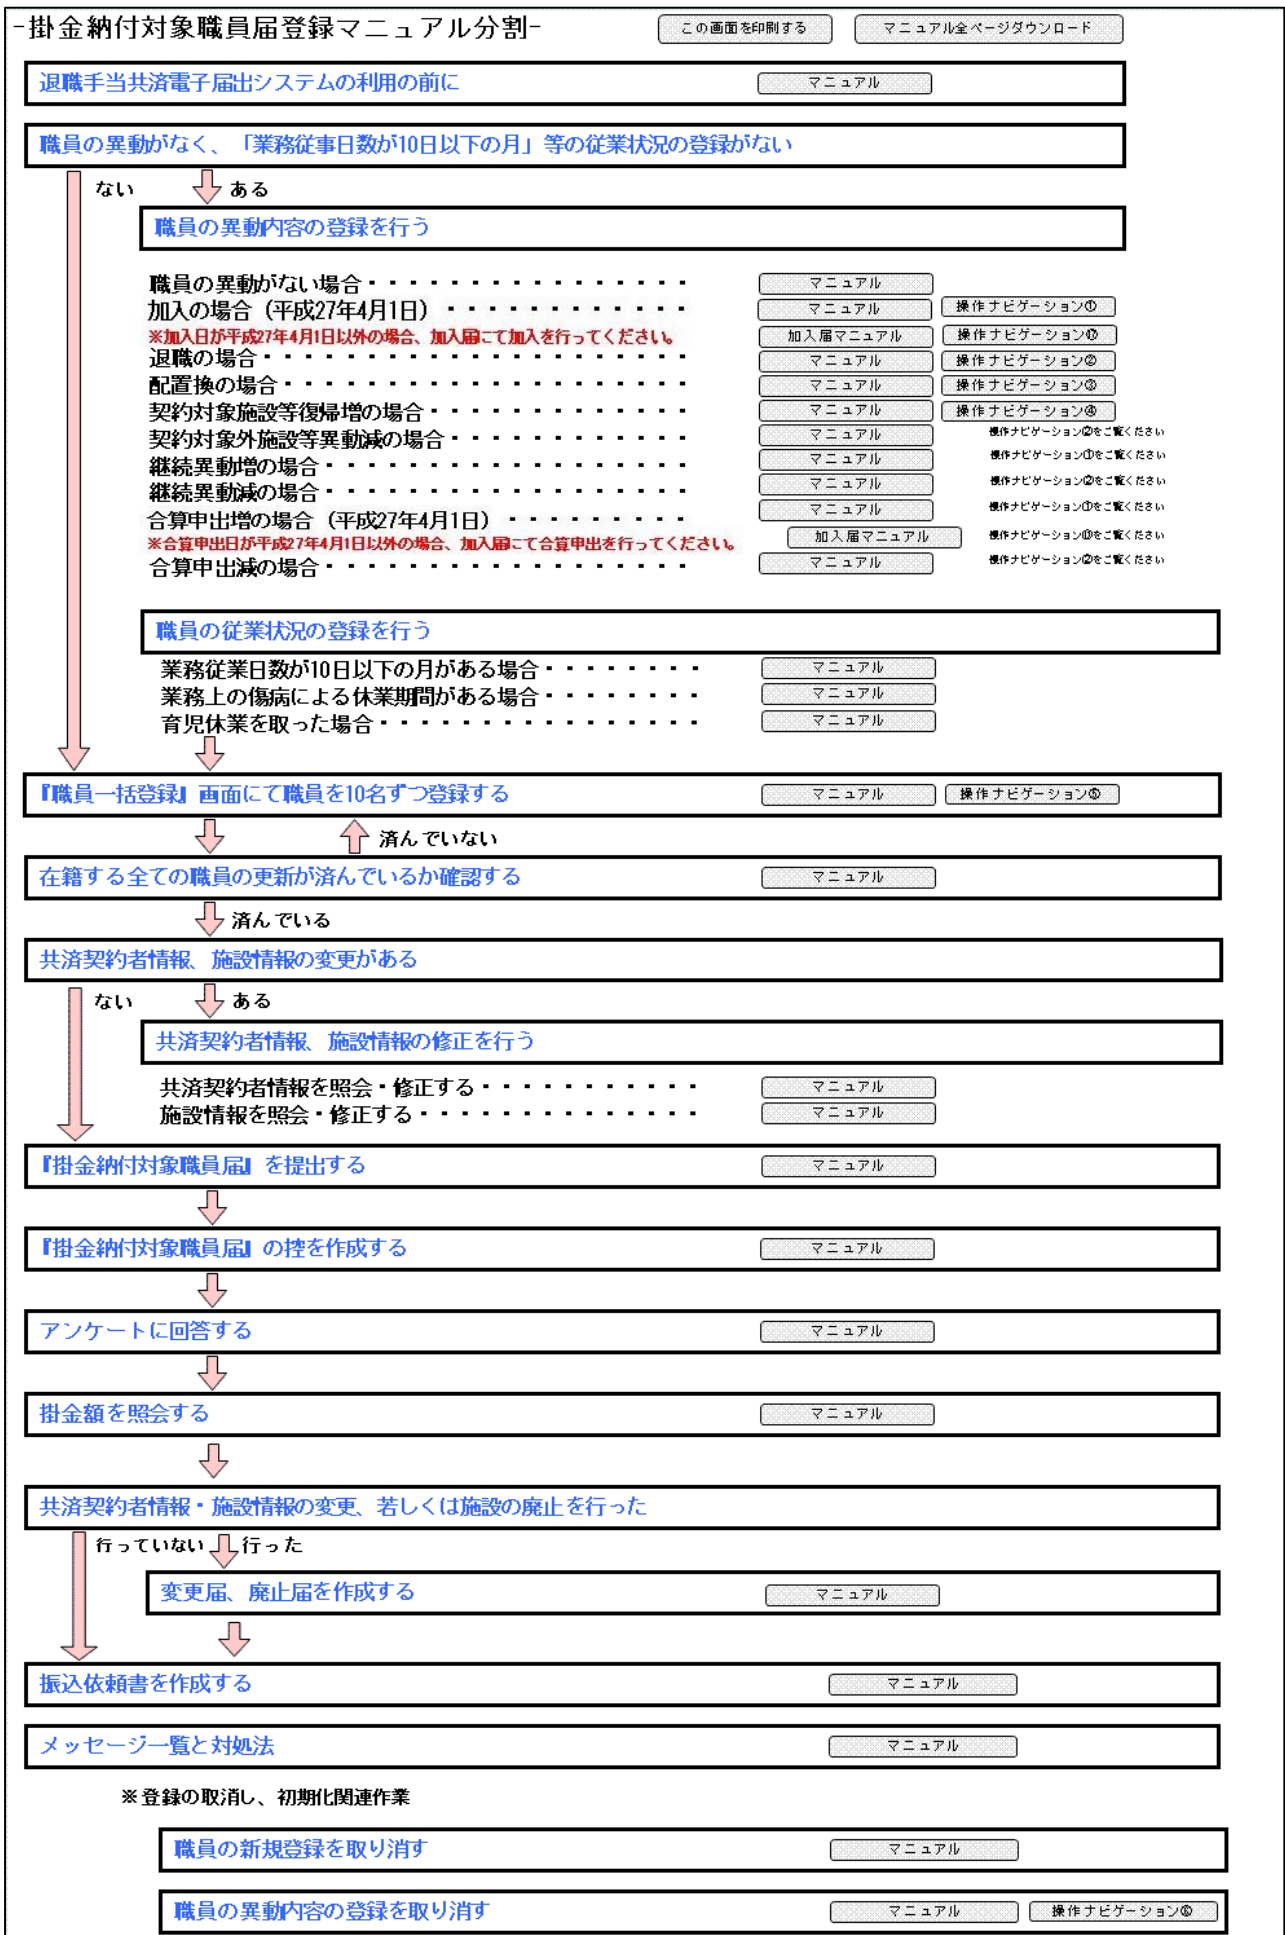 -掛金納付対象職員届登録マニュアル分割- この画面を印刷する マニュアル全ページダウンロード
退職手当共済電子届出システムの利用の前に マニュアル
職員の異動がなく、「業務従事日数が10日以下の月」等の従業状況の登録がない
ない ある
職員の異動内容の登録を行う
職員の異動がない場合・・・・・・・・・・・・・・・ マニュアル
加入の場合（平成27年4月1日）・・・・・・・・・・・ マニュアル 操作ナビゲーション①
※加入日が平成27年4月1日以外の場合、加入届にて加入を行ってください。 加入届マニュアル 操作ナビゲーション
退職の場合・・・・・・・・・・・・・・・・・・・・ マニュアル 操作ナビゲーション②
配置換の場合・・・・・・・・・・・・・・・・・・・ マニュアル 操作ナビゲーション③
契約対象施設等復帰増の場合・・・・・・・・・・・・ マニュアル 操作ナビゲーション④
契約対象外施設等異動減の場合・・・・・・・・・・・ マニュアル 操作ナビゲーション②をご覧ください
継続異動増の場合・・・・・・・・・・・・・・・・・ マニュアル 操作ナビゲーション①をご覧ください
継続異動減の場合・・・・・・・・・・・・・・・・・ マニュアル 操作ナビゲーション②をご覧ください
合算申出増の場合（平成27年4月1日）・・・・・・・・ マニュアル 操作ナビゲーション①をご覧ください
※合算申出日が平成27年4月1日以外の場合、加入届にて合算申出を行ってください。 加入届マニュアル 操作ナビゲーション をご覧ください
合算申出減の場合・・・・・・・・・・・・・・・・・ マニュアル 操作ナビゲーション②をご覧ください
職員の従業状況の登録を行う
業務従業日数が10日以下の月がある場合・・・・・・・・ マニュアル
業務上の傷病による休業期間がある場合・・・・・・・・ マニュアル
育児休業を取った場合・・・・・・・・・・・・・・・・ マニュアル
『職員一括登録』画面にて職員を10名ずつ登録する マニュアル 操作ナビゲーション⑤
済んでいない
在籍する全ての職員の更新が済んでいるか確認する マニュアル
済んでいる
共済契約者情報、施設情報の変更がある
ない ある
共済契約者情報、施設情報の修正を行う
共済契約者情報を照会・修正する・・・・・・・・・・・ マニュアル
施設情報を照会・修正する・・・・・・・・・・・・・・ マニュアル
『掛金納付対象職員届』を提出する マニュアル
『掛金納付対象職員届』の控を作成する マニュアル
アンケートに回答する マニュアル
掛金額を照会する マニュアル
共済契約者情報・施設情報の変更、若しくは施設の廃止を行った
行っていない 行った
変更届、廃止届を作成する マニュアル
振込依頼書を作成する マニュアル
メッセージ一覧と対処法 マニュアル
※登録の取消し、初期化関連作業
職員の新規登録を取り消す マニュアル
職員の異動内容の登録を取り消す マニュアル 操作ナビゲーション⑥